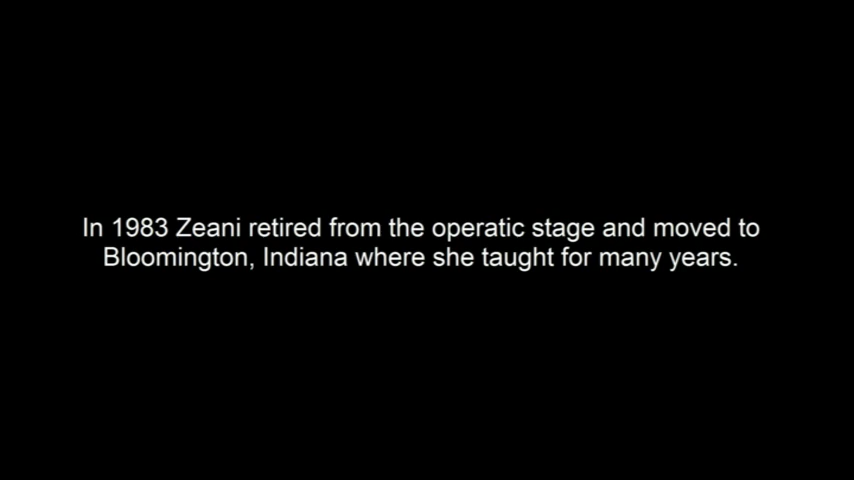 In 1983 Zeani retired from the operatic stage and moved to
Bloomington, Indiana where she taught for many years.